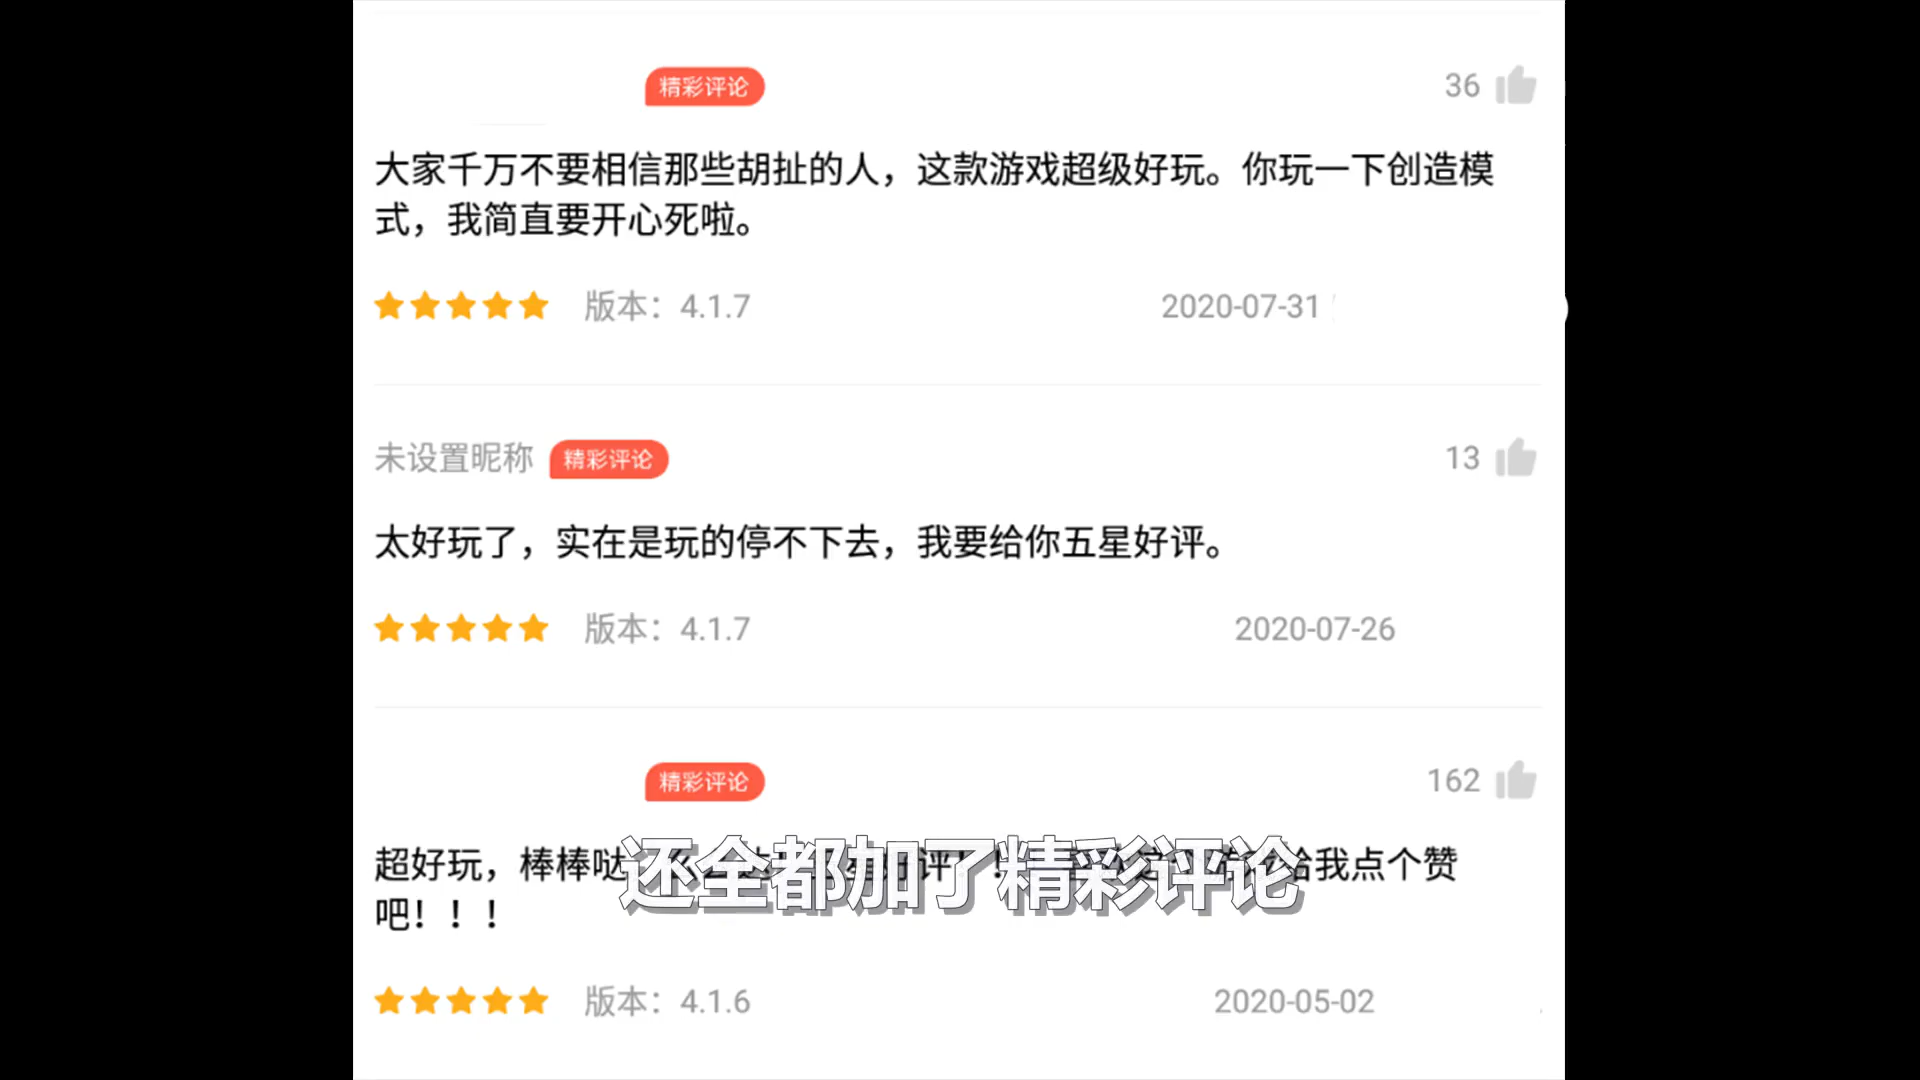 精彩评论 36
大家千万不要相信那些胡扯的人，这款游戏超级好玩。你玩一下创造模
式，我简直要开心死啦。
版本：4.1.7 2020-07-31
未设置昵称 精彩评论 13
太好玩了，实在是玩的停不下去，我要给你五星好评。
版本：4.1.7 2020-07-26
精彩评论 162
超好玩，棒棒哒 给我点个赞
还全都加了精彩评论
吧！！！
版本：4.1.6 2020-05-02